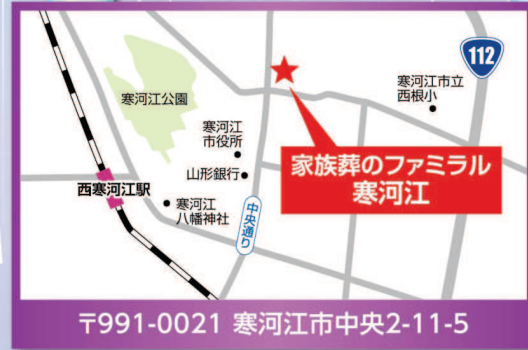 112
寒河江市立
西根小
寒河江公園
寒河江
市役所
山形銀行
家族葬のファミラル
寒河江
西寒河江駅
寒河江
八幡神社
中央通り
〒991-0021 寒河江市中央2-11-5